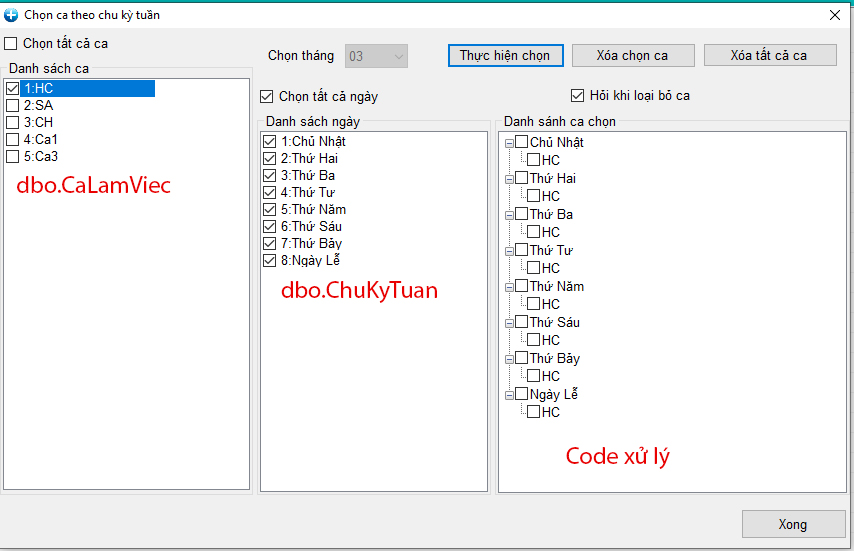 Chọn ca theo chu kỳ tuần
Chọn tất cả ca
Chọn tháng
03
Thực hiện chọn
Xóa chọn ca
Xóa tất cả ca
Danh sách ca
1:HC
2:SA
3:CH
4:Ca1
5:Ca3
dbo.CaLamViec
Chọn tất cả ngày
Hỏi khi loại bỏ ca
Danh sách ngày
1:Chủ Nhật
2:Thứ Hai
3:Thứ Ba
4:Thứ Tư
5:Thứ Năm
6:Thứ Sáu
7:Thứ Bảy
8:Ngày Lễ
dbo.ChuKyTuan
Danh sánh ca chọn
Chủ Nhật
HC
Thứ Hai
HC
Thứ Ba
HC
Thứ Tư
HC
Thứ Năm
HC
Thứ Sáu
HC
Thứ Bảy
HC
Ngày Lễ
HC
Code xử lý
Xong